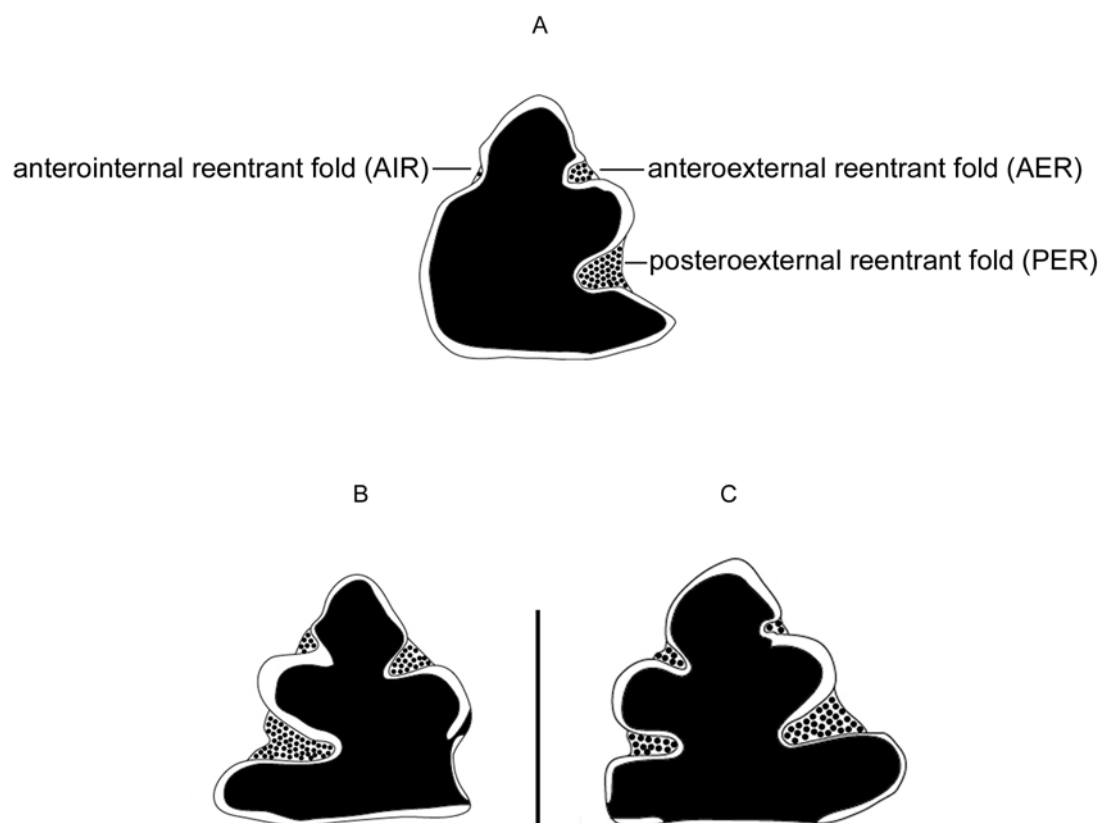 A
anterointernal reentrant fold (AIR)
anteroexternal reentrant fold (AER)
posteroexternal reentrant fold (PER)
B
C